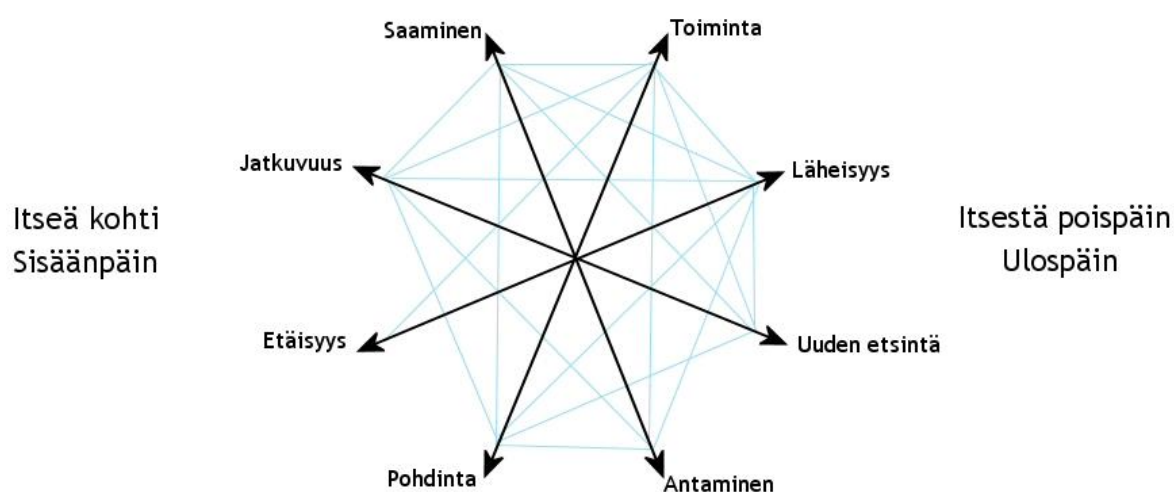 Saaminen
Toiminta
Jatkuvuus
Läheisyys
Itseä kohti
Sisäänpäin
Itsestä poispäin
Ulospäin
Etäisyys
Uuden etsintä
Pohdinta
Antaminen